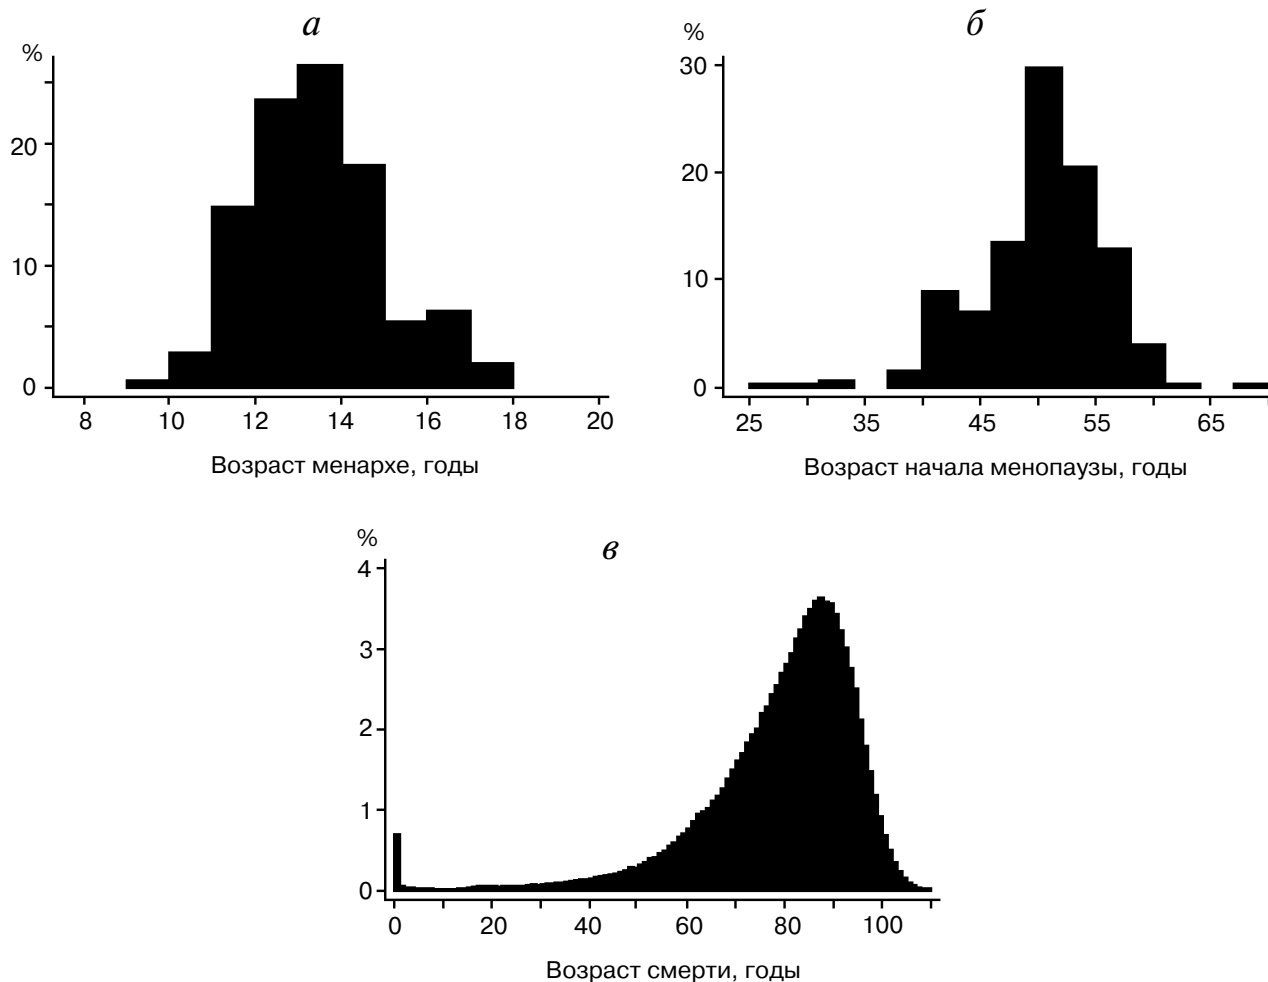 а
%
20
10
0
8 10 12 14 16 18 20
Возраст менархе, годы
б
%
30
20
10
0
25 35 45 55 65
Возраст начала менопаузы, годы
в
%
4
3
2
1
0
0 20 40 60 80 100
Возраст смерти, годы